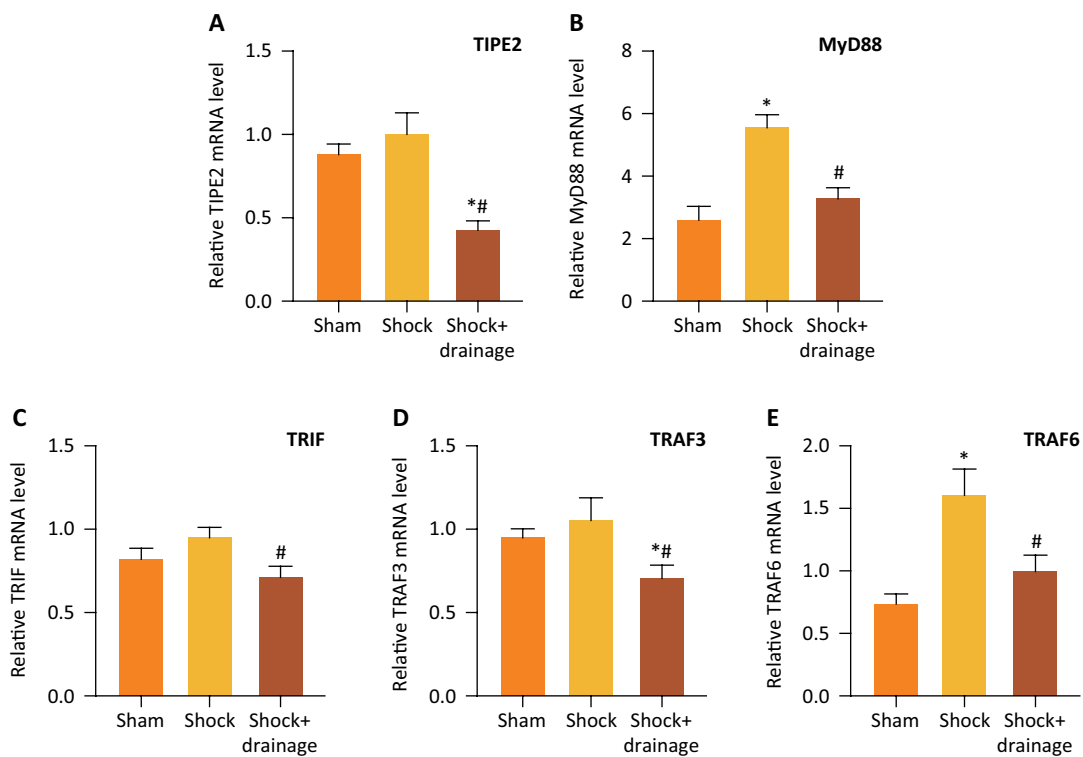 A
TIPE2
Relative TIPE2 mRNA level
1.5
1.0
0.5
0.0
*#
Sham
Shock
Shock+
drainage
B
MyD88
Relative MyD88 mRNA level
8
6
4
2
0
*
#
Sham
Shock
Shock+
drainage
C
TRIF
Relative TRIF mRNA level
1.5
1.0
0.5
0.0
#
Sham
Shock
Shock+
drainage
D
TRAF3
Relative TRAF3 mRNA level
1.5
1.0
0.5
0.0
*#
Sham
Shock
Shock+
drainage
E
TRAF6
Relative TRAF6 mRNA level
2.0
1.5
1.0
0.5
0.0
*
#
Sham
Shock
Shock+
drainage